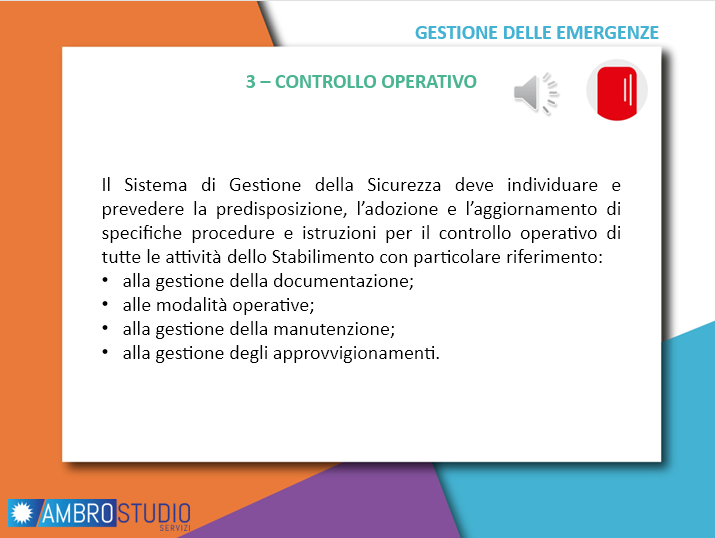 GESTIONE DELLE EMERGENZE
3 – CONTROLLO OPERATIVO
Il Sistema di Gestione della Sicurezza deve individuare e
prevedere la predisposizione, l’adozione e l’aggiornamento di
specifiche procedure e istruzioni per il controllo operativo di
tutte le attività dello Stabilimento con particolare riferimento:
• alla gestione della documentazione;
• alle modalità operative;
• alla gestione della manutenzione;
• alla gestione degli approvvigionamenti.
AMBROSTUDIO
SERVIZI